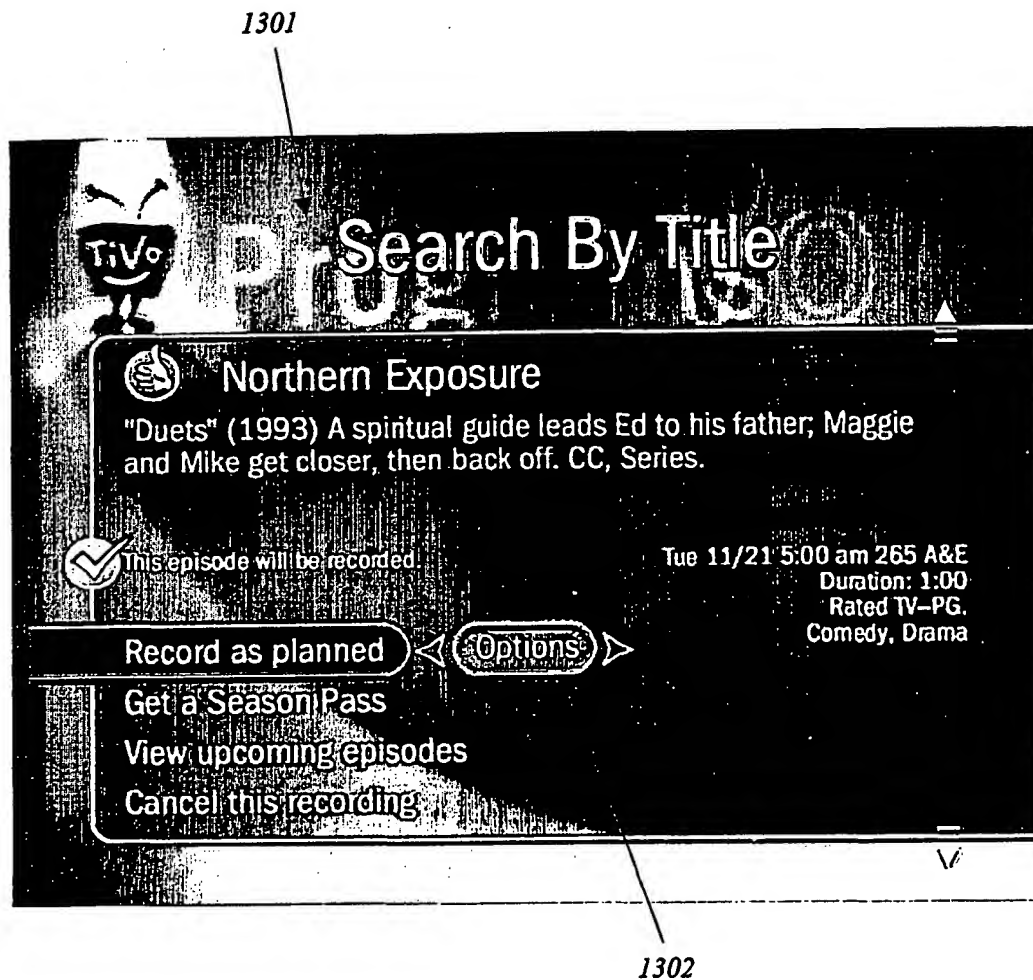 1301
TiVo
Search By Title
Northern Exposure
"Duets" (1993) A spiritual guide leads Ed to his father; Maggie
and Mike get closer, then back off. CC, Series.
This episode will be recorded.
Tue 11/21 5:00 am 265 A&E
Duration: 1:00
Rated TV-PG.
Comedy, Drama
Record as planned
Options
Get a Season Pass
View upcoming episodes
Cancel this recording
1302